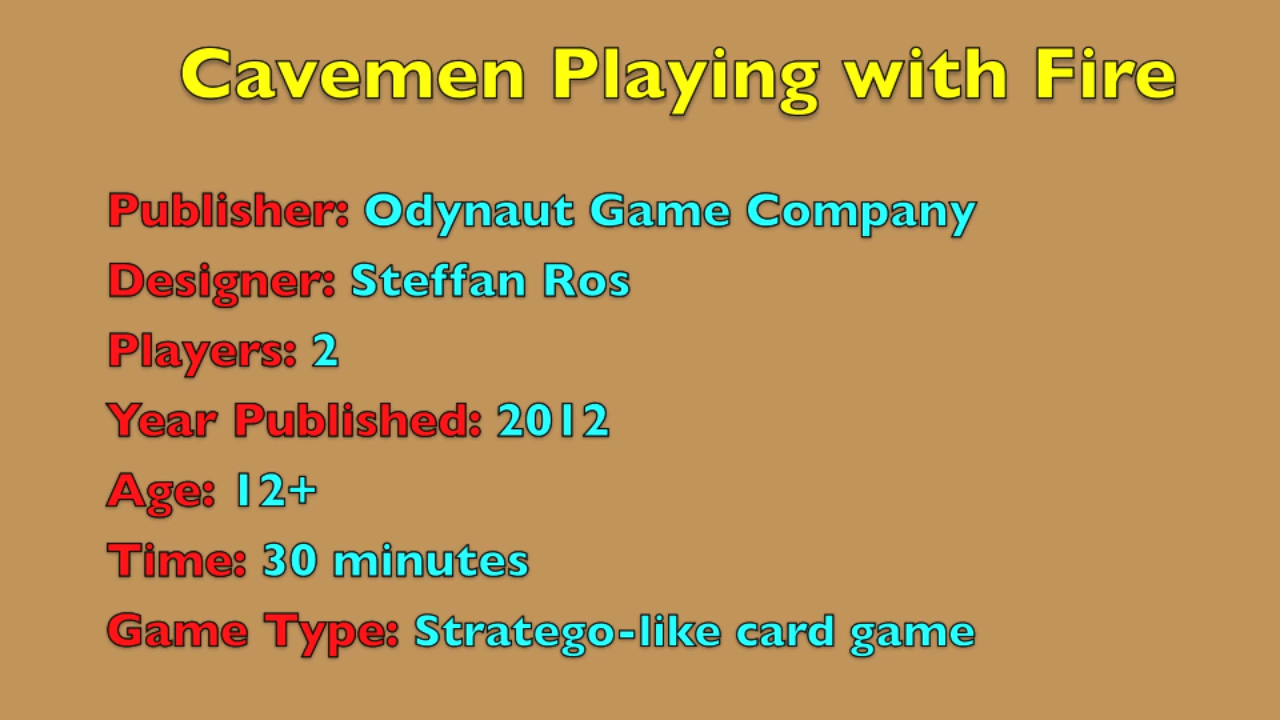 Cavemen Playing with Fire
Publisher: Odynaut Game Company
Designer: Steffan Ros
Players: 2
Year Published: 2012
Age: 12+
Time: 30 minutes
Game Type: Stratego-like card game